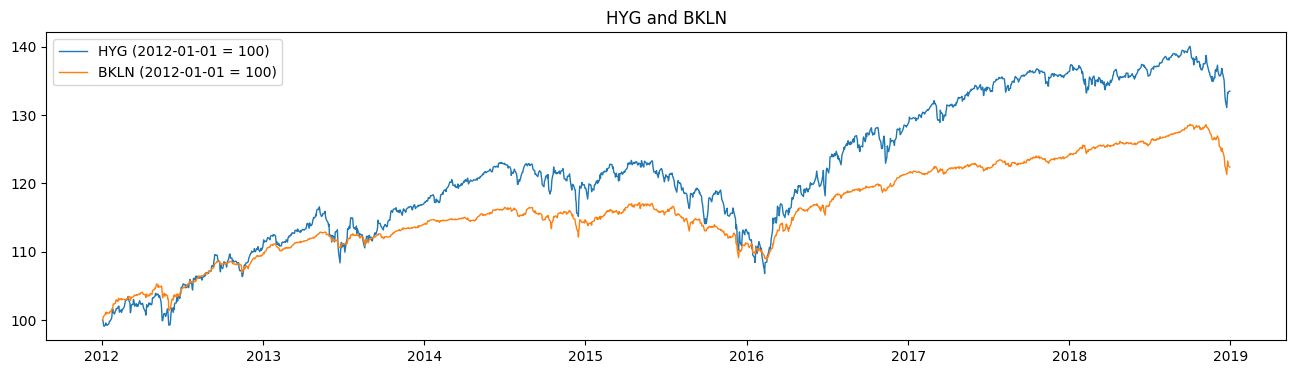 HYG and BKLN
HYG (2012-01-01 = 100)
BKLN (2012-01-01 = 100)
140
130
120
110
100
2012 2013 2014 2015 2016 2017 2018 2019